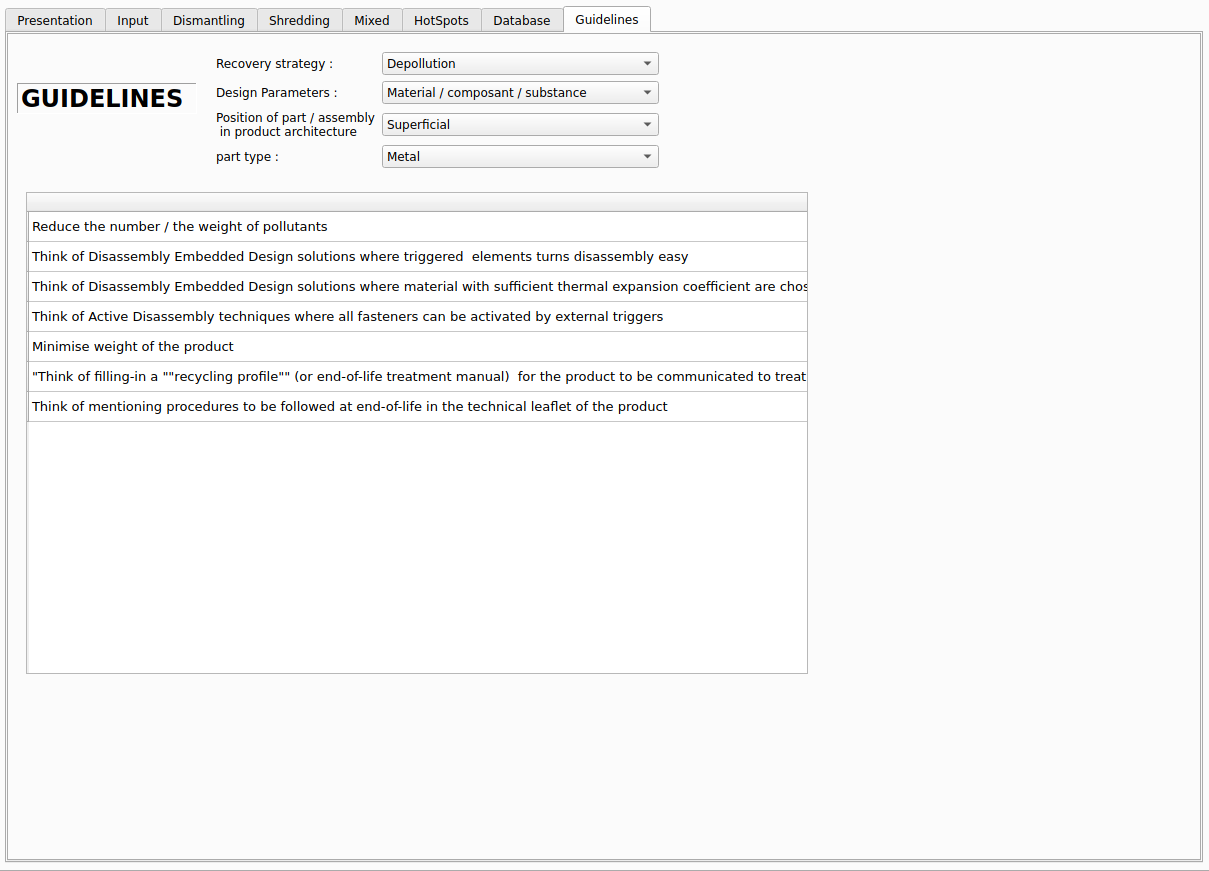 Presentation Input Dismantling Shredding Mixed HotSpots Database Guidelines
GUIDELINES
Recovery strategy : Depollution
Design Parameters : Material / composant / substance
Position of part / assembly
in product architecture Superficial
part type : Metal
Reduce the number / the weight of pollutants
Think of Disassembly Embedded Design solutions where triggered  elements turns disassembly easy
Think of Disassembly Embedded Design solutions where material with sufficient thermal expansion coefficient are chos
Think of Active Disassembly techniques where all fasteners can be activated by external triggers
Minimise weight of the product
"Think of filling-in a ""recycling profile"" (or end-of-life treatment manual)  for the product to be communicated to treat
Think of mentioning procedures to be followed at end-of-life in the technical leaflet of the product